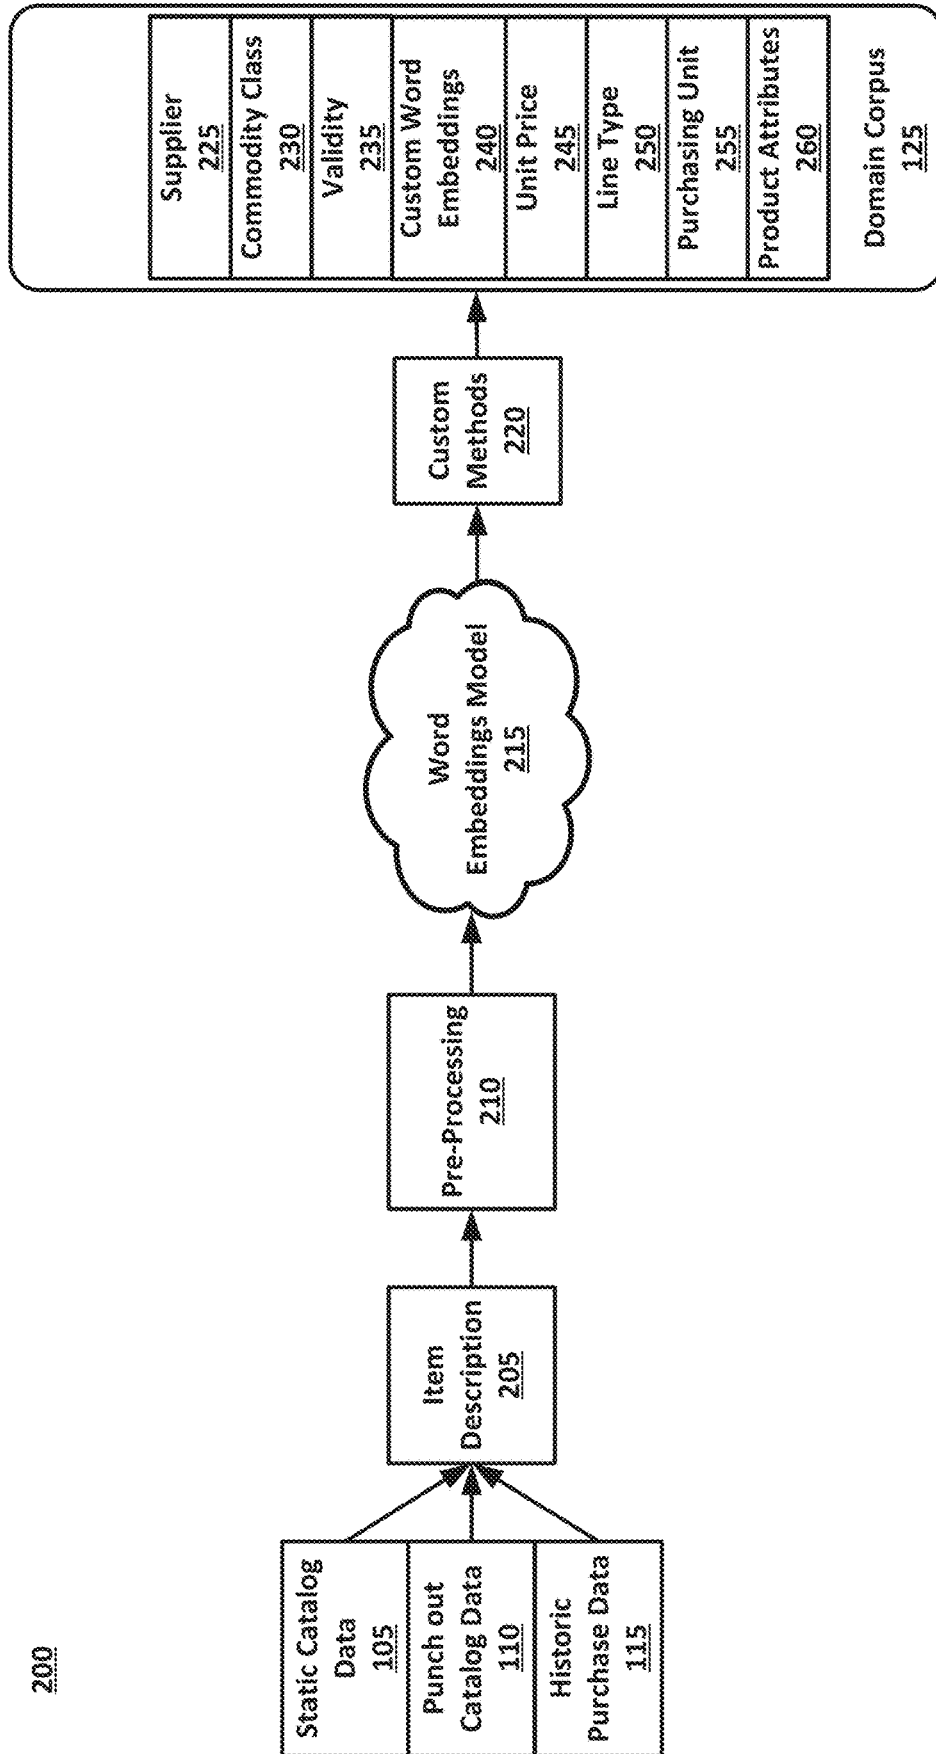 200
Static Catalog
Data
105
Punch out
Catalog Data
110
Historic
Purchase Data
115
Item
Description
205
Pre-Processing
210
Word
Embeddings Model
215
Custom
Methods
220
Supplier
225
Commodity Class
230
Validity
235
Custom Word
Embeddings
240
Unit Price
245
Line Type
250
Purchasing Unit
255
Product Attributes
260
Domain Corpus
125